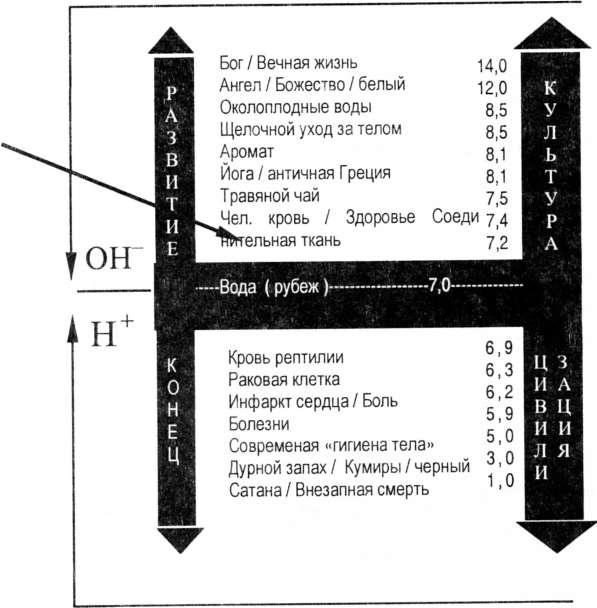 Бог / Вечная жизнь 14,0
Ангел / Божество / белый 12,0
Околоплодные воды 8,5
Щелочной уход за телом 8,5
Аромат 8,1
Йога / античная Греция 8,1
Травяной чай 7,5
Чел. кровь / Здоровье Соеди 7,4
нительная ткань 7,2
РАЗВИТИЕ
КУЛЬТУРА
OH⁻
-----Вода ( рубеж )------------------7,0-------------
H⁺
Кровь рептилии 6,9
Раковая клетка 6,3
Инфаркт сердца / Боль 6,2
Болезни 5,9
Современая «гигиена тела» 5,0
Дурной запах / Кумиры / черный 3,0
Сатана / Внезапная смерть 1,0
КОНЕЦ
ЦИВИЛИ
ЗАЦИЯ